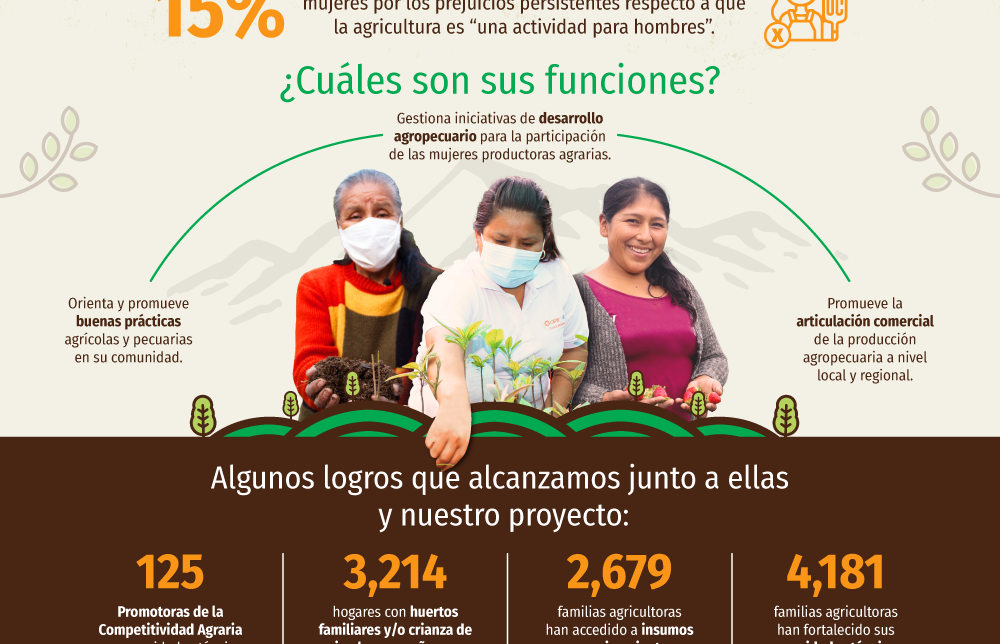 15%
mujeres por los prejuicios persistentes respecto a que
la agricultura es “una actividad para hombres”.
X
¿Cuáles son sus funciones?
Gestiona iniciativas de desarrollo
agropecuario para la participación
de las mujeres productoras agrarias.
Orienta y promueve
buenas prácticas
agrícolas y pecuarias
en su comunidad.
Promueve la
articulación comercial
de la producción
agropecuaria a nivel
local y regional.
Algunos logros que alcanzamos junto a ellas
y nuestro proyecto:
125
Promotoras de la
Competitividad Agraria
3,214
hogares con huertos
familiares y/o crianza de
2,679
familias agricultoras
han accedido a insumos
4,181
familias agricultoras
han fortalecido sus